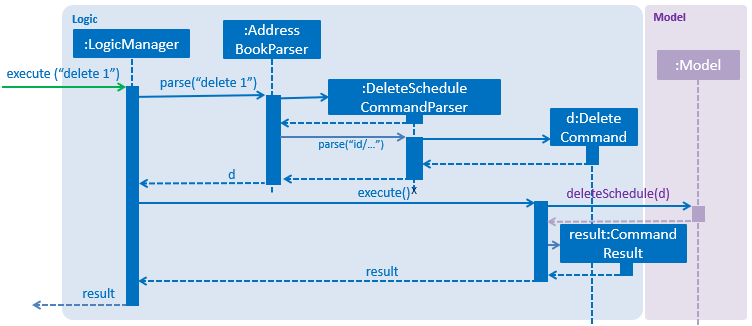 Logic
Model
:LogicManager
:Address
BookParser
:DeleteSchedule
CommandParser
d:Delete
Command
:Model
execute (“delete 1”)
parse(“delete 1”)
parse(“id/...”)
d
execute()
x
deleteSchedule(d)
result:Command
Result
result
result